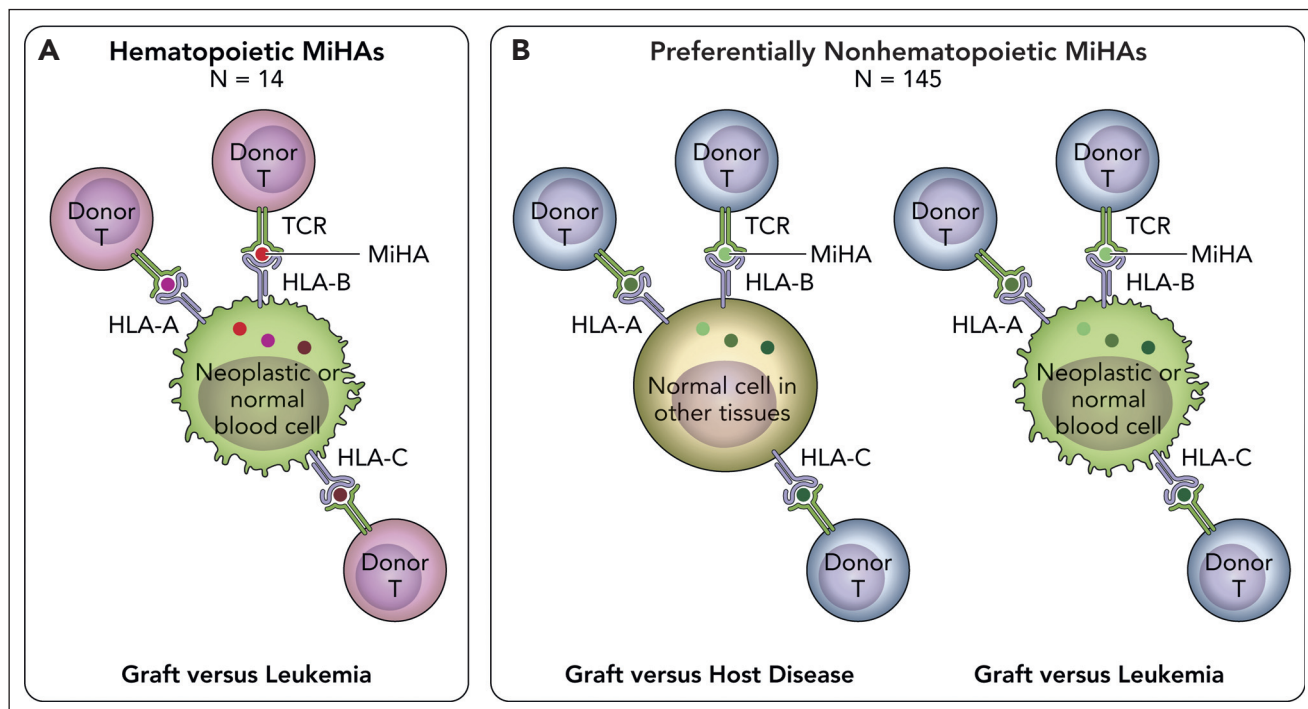 A
Hematopoietic MiHAs
N = 14
Donor
T
Donor
T
TCR
MiHA
HLA-B
HLA-A
Neoplastic or
normal
blood cell
HLA-C
Donor
T
Graft versus Leukemia
B
Preferentially Nonhematopoietic MiHAs
N = 145
Donor
T
Donor
T
TCR
MiHA
HLA-B
HLA-A
Normal cell in
other tissues
HLA-C
Donor
T
Graft versus Host Disease
Donor
T
Donor
T
TCR
MiHA
HLA-B
HLA-A
Neoplastic or
normal
blood cell
HLA-C
Donor
T
Graft versus Leukemia